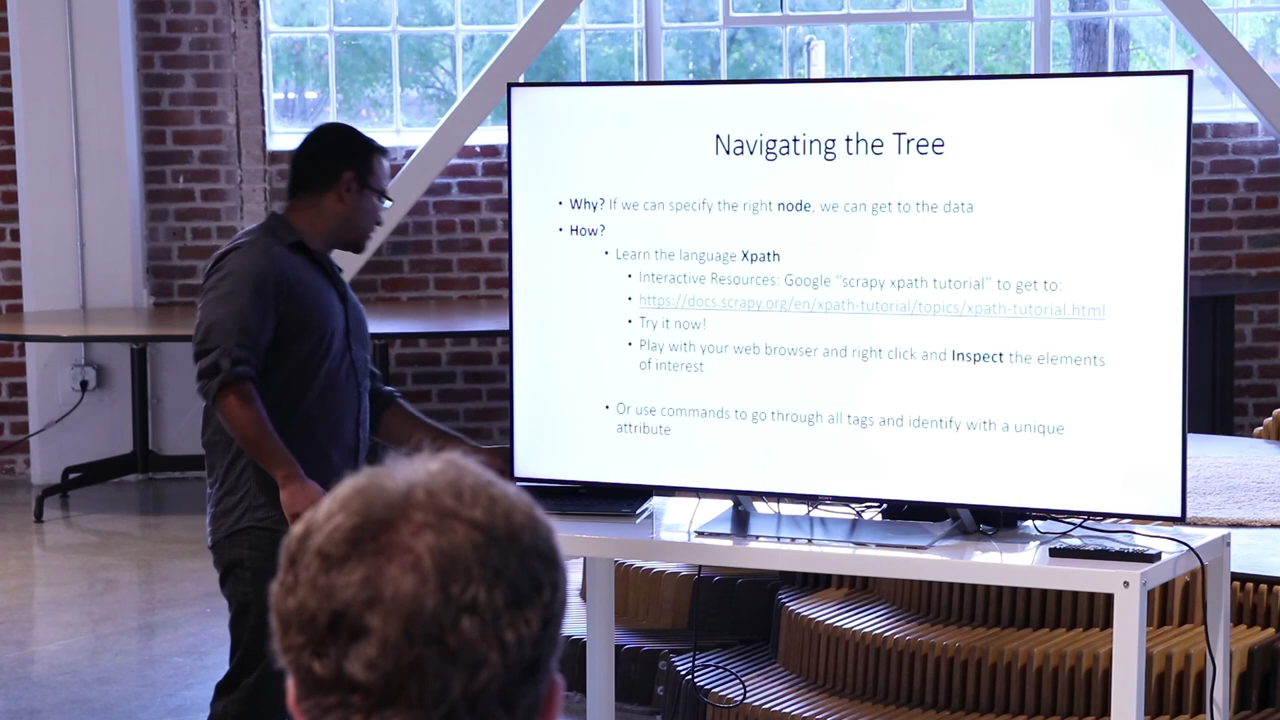 Navigating the Tree
• Why? If we can specify the right node, we can get to the data
• How?
• Learn the language Xpath
• Interactive Resources: Google "scrapy xpath tutorial" to get to:
• https://docs.scrapy.org/en/xpath-tutorial/topics/xpath-tutorial.html
• Try it now!
• Play with your web browser and right click and Inspect the elements
of interest
• Or use commands to go through all tags and identify with a unique
attribute
SONY